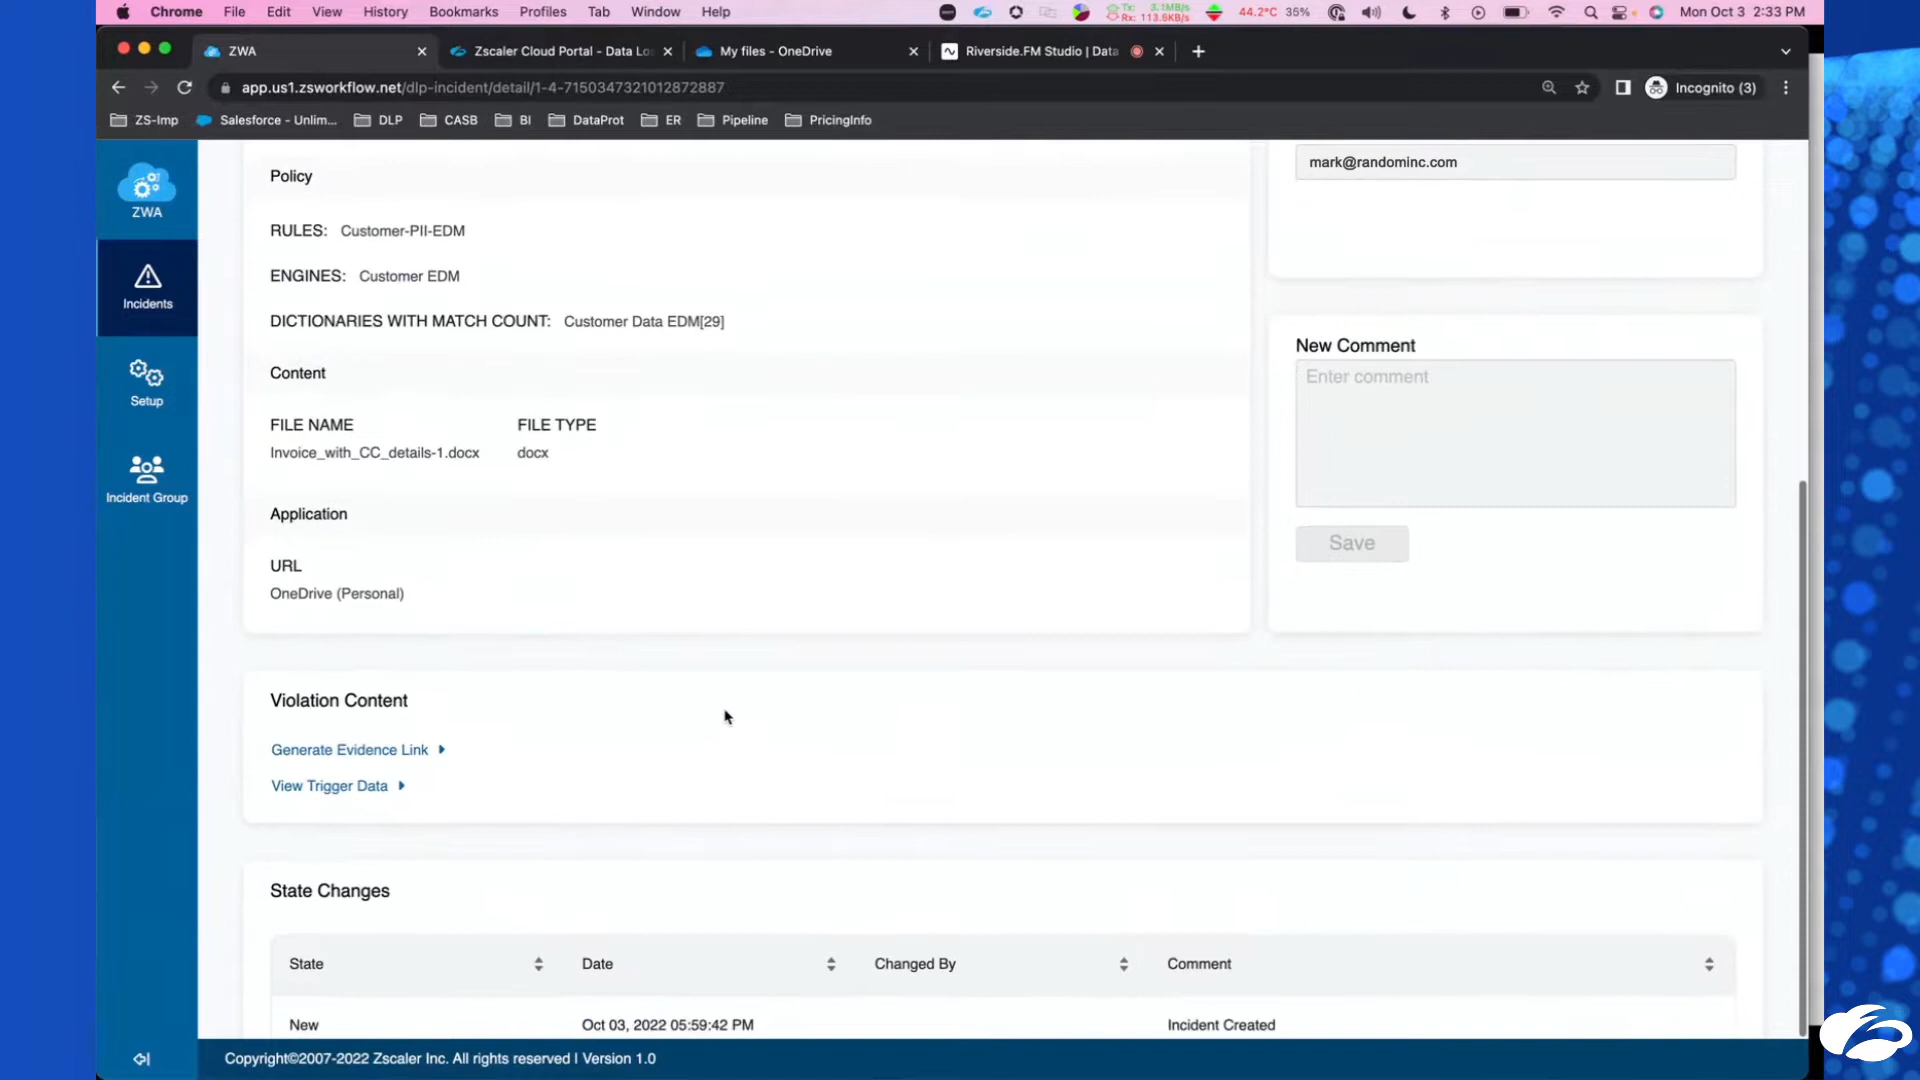 Chrome File Edit View History Bookmarks Profiles Tab Window Help 44.2°C 35% Mon Oct 3 2:33 PM
Tx: 3.1MB/s
Rx: 113.5KB/s
ZWA Zscaler Cloud Portal - Data Lo My files - OneDrive Riverside.FM Studio | Data
app.us1.zsworkflow.net/dlp-incident/detail/1-4-7150347321012872887 Incognito (3)
ZS-Imp Salesforce - Unlim... DLP CASB BI DataProt ER Pipeline PricingInfo
ZWA
Incidents
Setup
Incident Group
Policy
RULES: Customer-PII-EDM
ENGINES: Customer EDM
DICTIONARIES WITH MATCH COUNT: Customer Data EDM[29]
Content
FILE NAME FILE TYPE
Invoice_with_CC_details-1.docx docx
Application
URL
OneDrive (Personal)
mark@randominc.com
New Comment
Enter comment
Save
Violation Content
Generate Evidence Link
View Trigger Data
State Changes
State Date Changed By Comment
New Oct 03, 2022 05:59:42 PM Incident Created
Copyright©2007-2022 Zscaler Inc. All rights reserved | Version 1.0